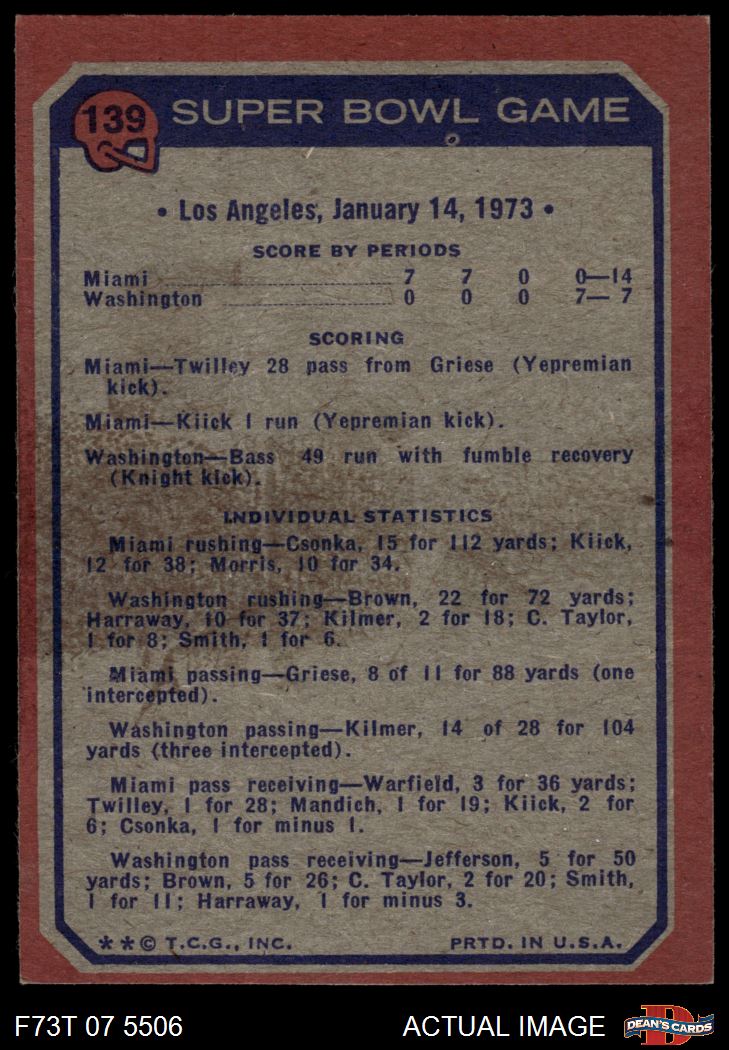 139
SUPER BOWL GAME
• Los Angeles, January 14, 1973 •
SCORE BY PERIODS
Miami 7 7 0 0—14
Washington 0 0 0 7— 7
SCORING
Miami—Twilley 28 pass from Griese (Yepremian
kick).
Miami—Kiick 1 run (Yepremian kick).
Washington—Bass 49 run with fumble recovery
(Knight kick).
INDIVIDUAL STATISTICS
Miami rushing—Csonka, 15 for 112 yards; Kiick,
12 for 38; Morris, 10 for 34.
Washington rushing—Brown, 22 for 72 yards;
Harraway, 10 for 37; Kilmer, 2 for 18; C. Taylor,
1 for 8; Smith, 1 for 6.
Miami passing—Griese, 8 of 11 for 88 yards (one
intercepted).
Washington passing—Kilmer, 14 of 28 for 104
yards (three intercepted).
Miami pass receiving—Warfield, 3 for 36 yards;
Twilley, 1 for 28; Mandich, 1 for 19; Kiick, 2 for
6; Csonka, 1 for minus 1.
Washington pass receiving—Jefferson, 5 for 50
yards; Brown, 5 for 26; C. Taylor, 2 for 20; Smith,
1 for 11; Harraway, 1 for minus 3.
**© T.C.G., INC. PRTD. IN U.S.A.
F73T 07 5506 ACTUAL IMAGE
D
DEAN'S CARDS